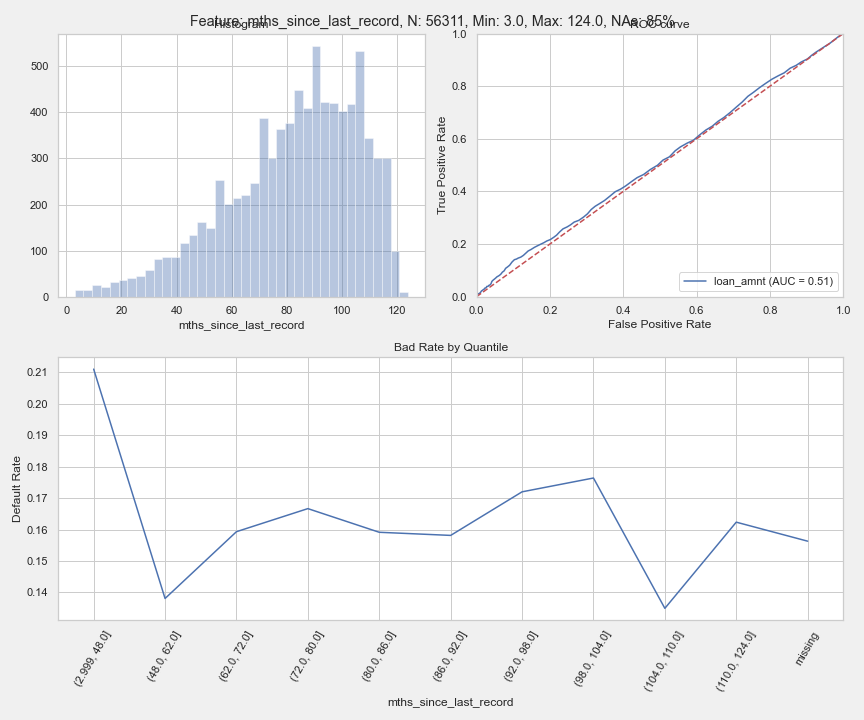 Feature: mths_since_last_record, N: 56311, Min: 3.0, Max: 124.0, NAs: 85%
Histogram
500
400
300
200
100
0
0 20 40 60 80 100 120
mths_since_last_record
ROC curve
True Positive Rate
1.0
0.8
0.6
0.4
0.2
0.0
loan_amnt (AUC = 0.51)
0.0 0.2 0.4 0.6 0.8 1.0
False Positive Rate
Bad Rate by Quantile
Default Rate
0.21
0.20
0.19
0.18
0.17
0.16
0.15
0.14
(2.999, 48.0]
(48.0, 62.0]
(62.0, 72.0]
(72.0, 80.0]
(80.0, 86.0]
(86.0, 92.0]
(92.0, 98.0]
(98.0, 104.0]
(104.0, 110.0]
(110.0, 124.0]
missing
mths_since_last_record